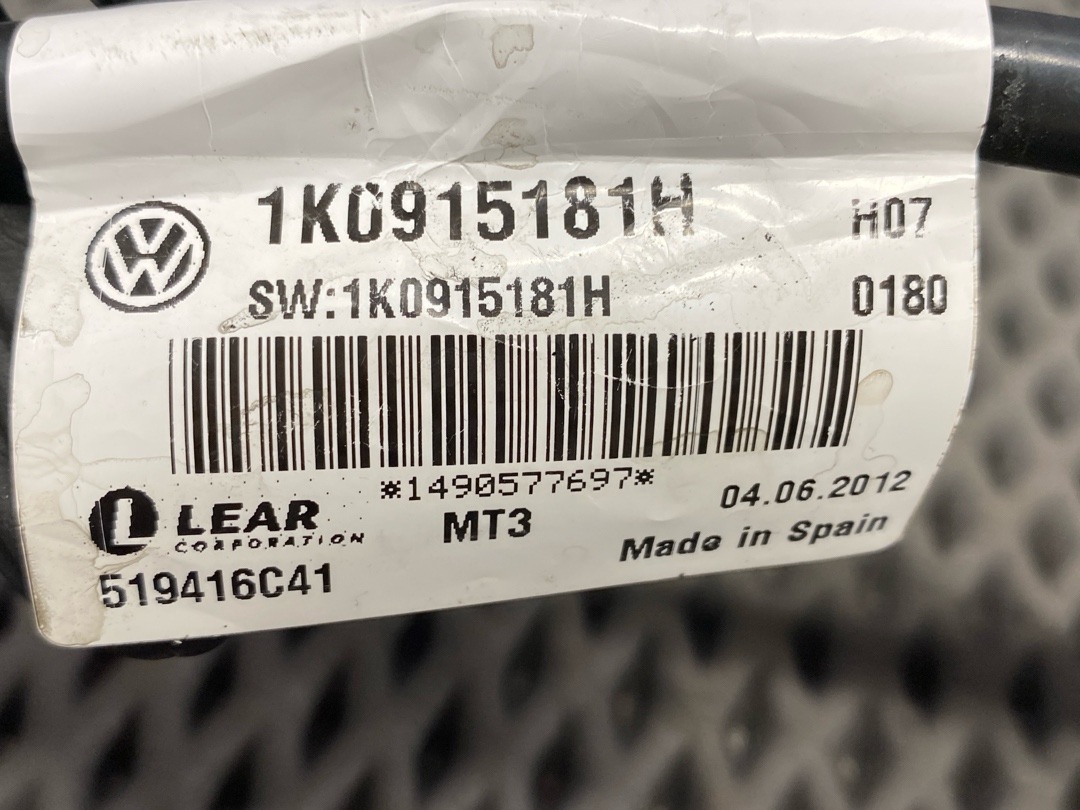 1K0915181H H07
SW:1K0915181H 0180
*1490577697*
LEAR
CORPORATION
MT3
04.06.2012
Made in Spain
519416C41